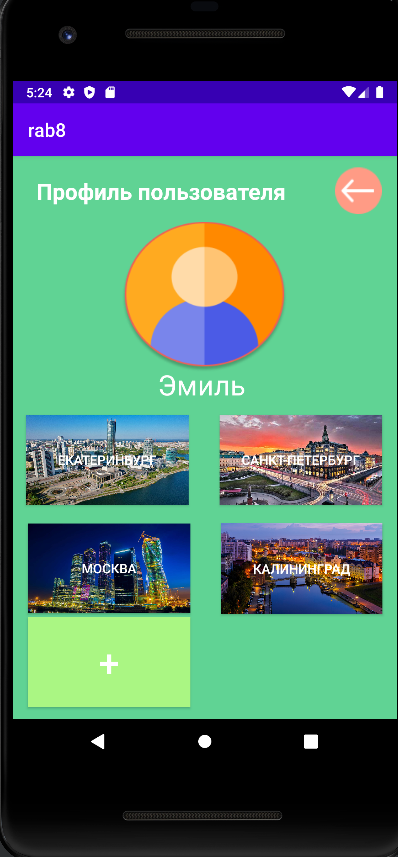 5:24
rab8
Профиль пользователя
Эмиль
ЕКАТЕРИНБУРГ
САНКТ-ПЕТЕРБУРГ
МОСКВА
КАЛИНИНГРАД
+